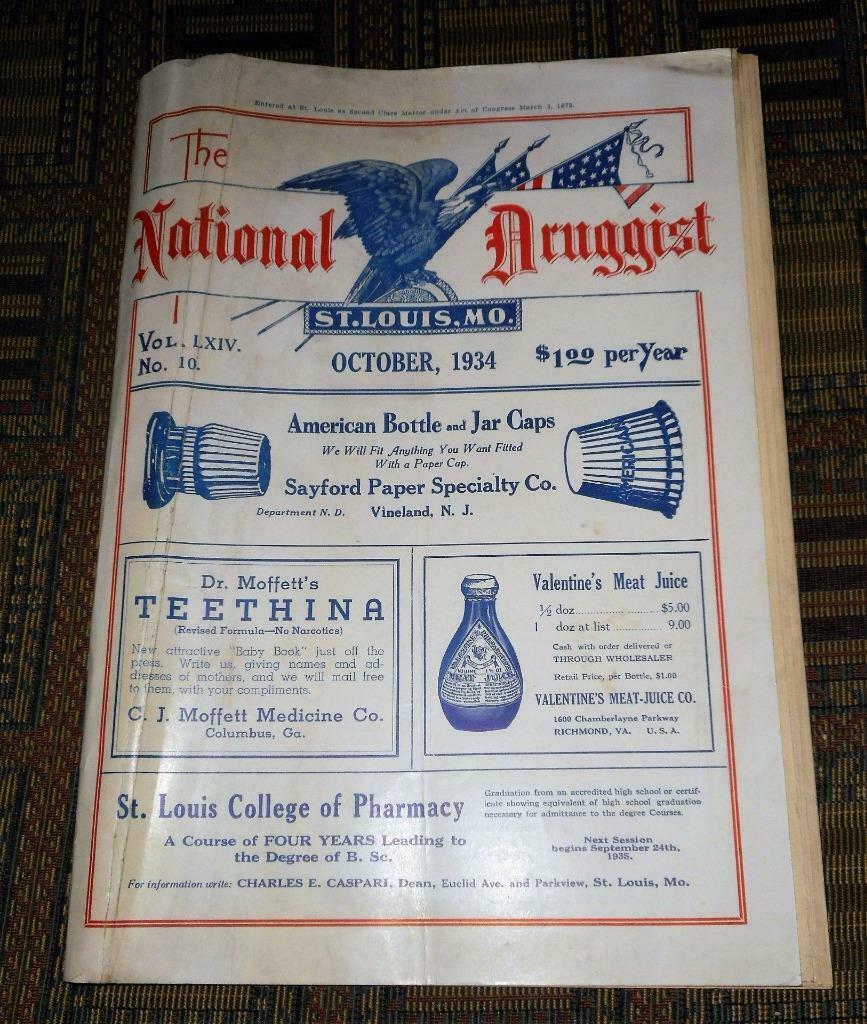 Entered at St. Louis as Second Class Matter under Act of Congress March 3, 1879.
The
National Druggist
ST. LOUIS, MO.
VOL. LXIV.
No. 10.
OCTOBER, 1934
$1.00 per Year
American Bottle and Jar Caps
We Will Fit Anything You Want Fitted
With a Paper Cap.
Sayford Paper Specialty Co.
Department N. D. Vineland, N. J.
AMERICAN
Dr. Moffett's
TEETHINA
(Revised Formula—No Narcotics)
New attractive "Baby Book" just off the
press. Write us, giving names and ad-
dresses of mothers, and we will mail free
to them, with your compliments.
C. J. Moffett Medicine Co.
Columbus, Ga.
MEAT JUICE
Valentine's Meat Juice
½ doz. $5.00
1 doz at list 9.00
Cash with order delivered or
THROUGH WHOLESALER
Retail Price, per Bottle, $1.00
VALENTINE'S MEAT-JUICE CO.
1600 Chamberlayne Parkway
RICHMOND, VA. U. S. A.
St. Louis College of Pharmacy
A Course of FOUR YEARS Leading to
the Degree of B. Sc.
Graduation from an accredited high school or certif-
icate showing equivalent of high school graduation
necessary for admittance to the degree Courses.
Next Session
begins September 24th,
1935.
For information write: CHARLES E. CASPARI, Dean, Euclid Ave. and Parkview, St. Louis, Mo.